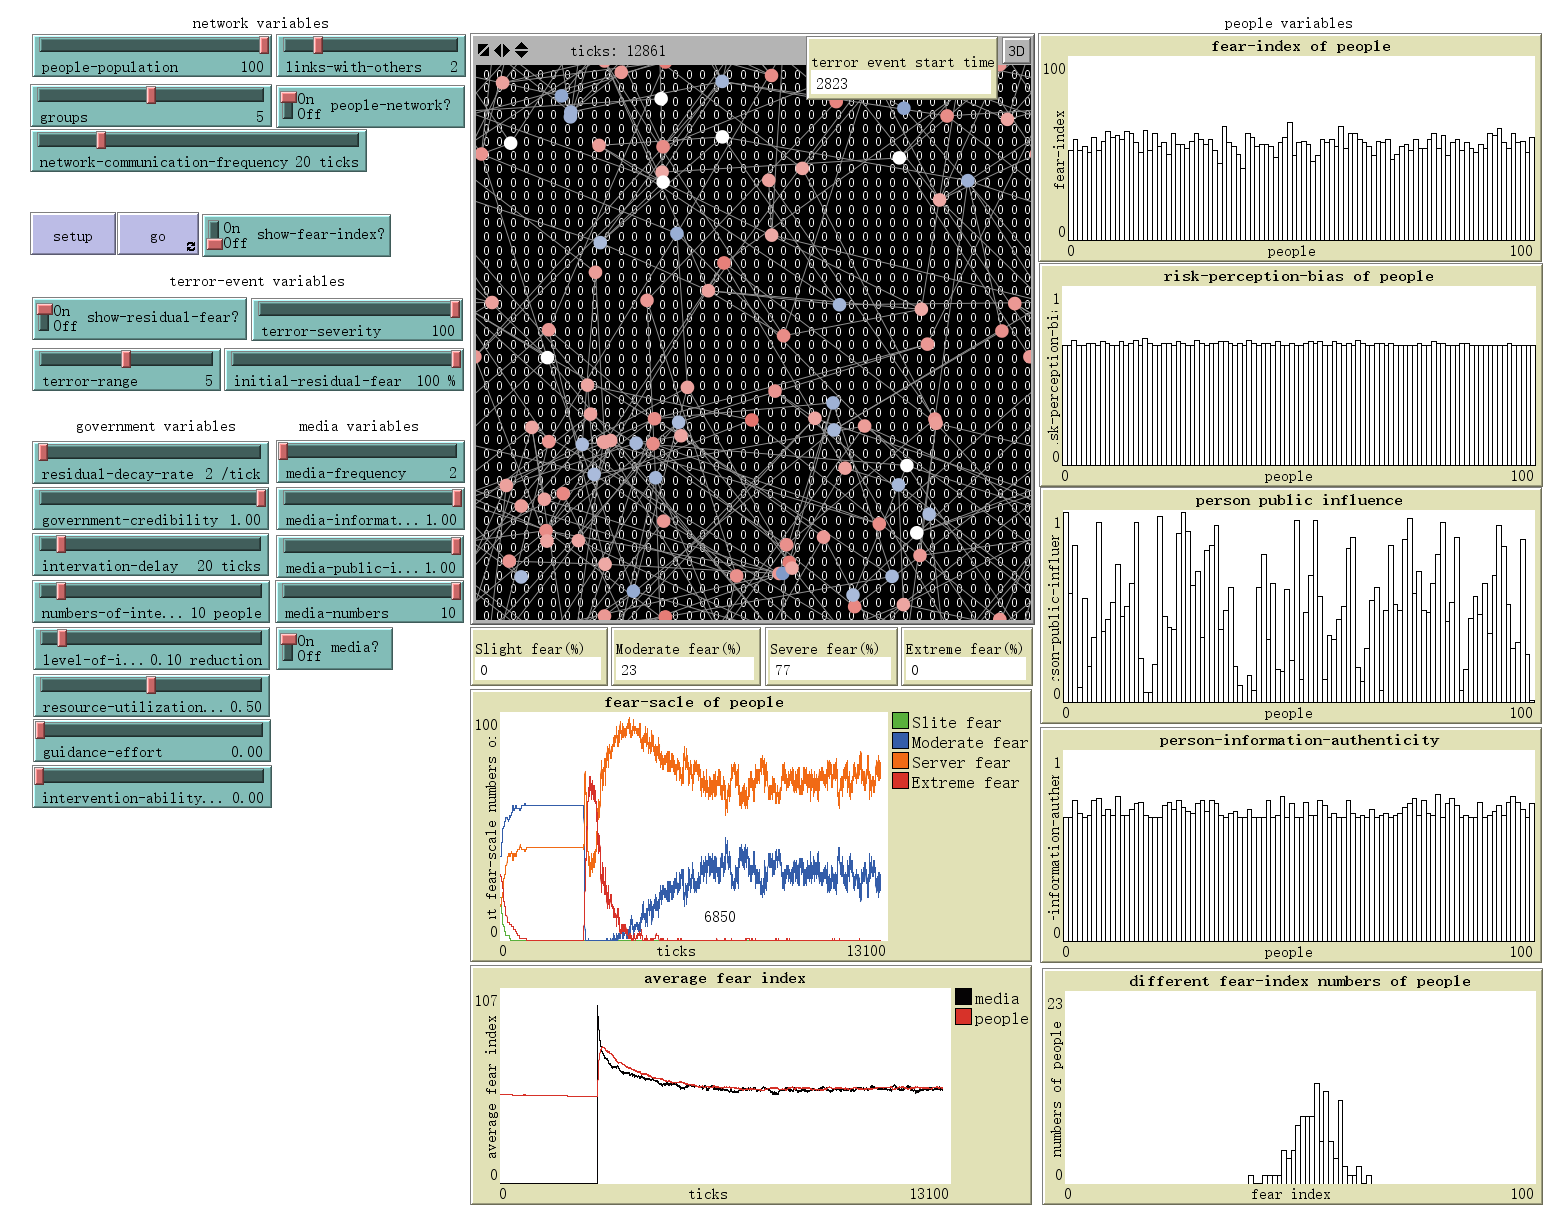 network variables
people-population 100
links-with-others 2
groups 5
On
Off
people-network?
network-communication-frequency 20 ticks
setup
go
On
Off
show-fear-index?
terror-event variables
On
Off
show-residual-fear?
terror-severity 100
terror-range 5
initial-residual-fear 100 %
government variables
media variables
residual-decay-rate 2 /tick
media-frequency 2
government-credibility 1.00
media-informat... 1.00
intervation-delay 20 ticks
media-public-i... 1.00
numbers-of-inte... 10 people
media-numbers 10
level-of-i... 0.10 reduction
On
Off
media?
resource-utilization... 0.50
guidance-effort 0.00
intervention-ability... 0.00
ticks: 12861
terror event start time
2823
3D
Slight fear(%)
0
Moderate fear(%)
23
Severe fear(%)
77
Extreme fear(%)
0
fear-sacle of people
100
0
0
ticks
13100
6850
Slite fear
Moderate fear
Server fear
Extreme fear
average fear index
107
average fear index
0
0
ticks
13100
media
people
people variables
fear-index of people
100
fear-index
0
0
people
100
risk-perception-bias of people
1
0
0
people
100
person public influence
1
0
0
people
100
person-information-authenticity
1
0
0
people
100
different fear-index numbers of people
23
numbers of people
0
0
fear index
100